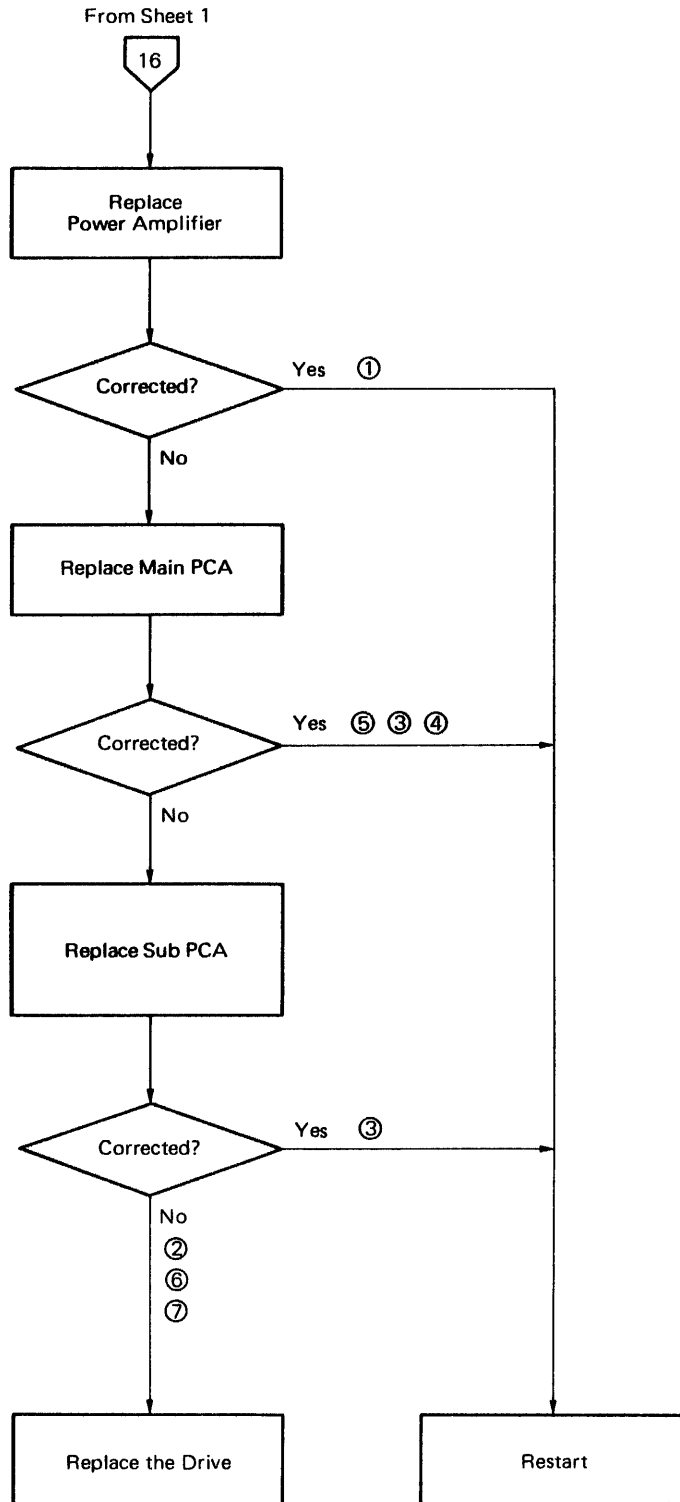 From Sheet 1
16
Replace
Power Amplifier
Corrected?
Yes ①
No
Replace Main PCA
Corrected?
Yes ⑤ ③ ④
No
Replace Sub PCA
Corrected?
Yes ③
No
②
⑥
⑦
Replace the Drive
Restart